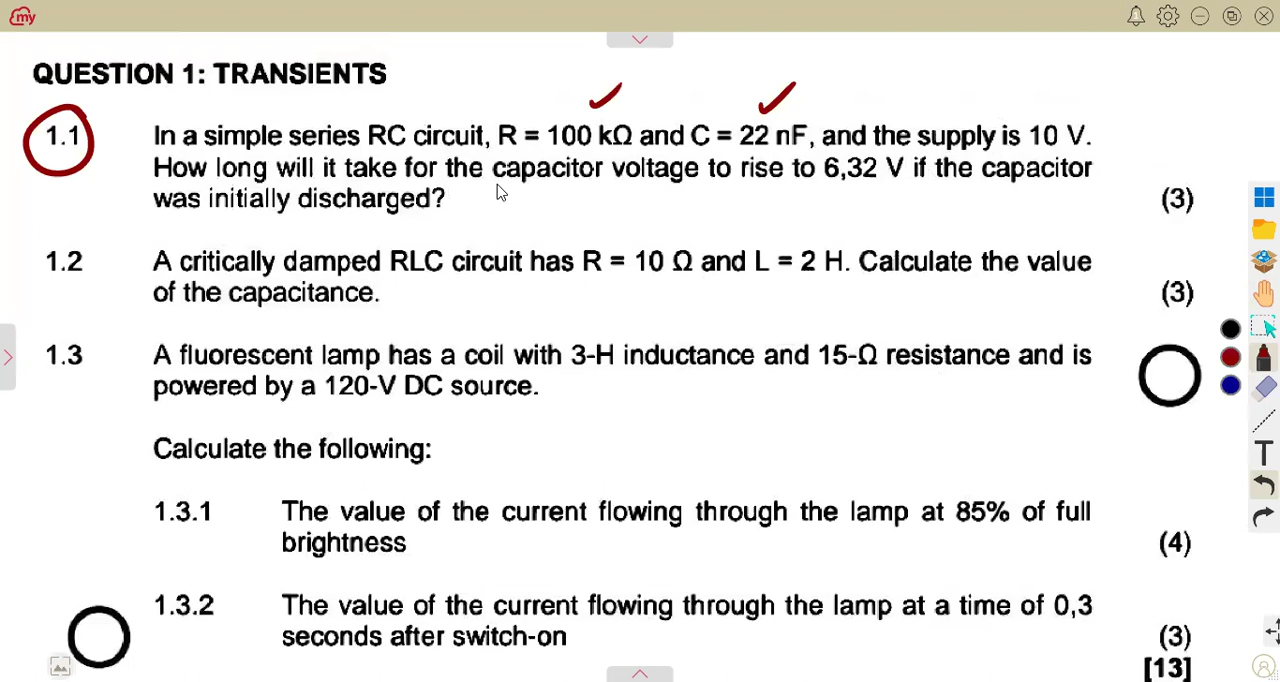 my
QUESTION 1: TRANSIENTS
1.1 In a simple series RC circuit, R = 100 kΩ and C = 22 nF, and the supply is 10 V.
How long will it take for the capacitor voltage to rise to 6,32 V if the capacitor
was initially discharged? (3)
1.2 A critically damped RLC circuit has R = 10 Ω and L = 2 H. Calculate the value
of the capacitance. (3)
1.3 A fluorescent lamp has a coil with 3-H inductance and 15-Ω resistance and is
powered by a 120-V DC source.
Calculate the following:
1.3.1 The value of the current flowing through the lamp at 85% of full
brightness (4)
1.3.2 The value of the current flowing through the lamp at a time of 0,3
seconds after switch-on (3)
[13]
T